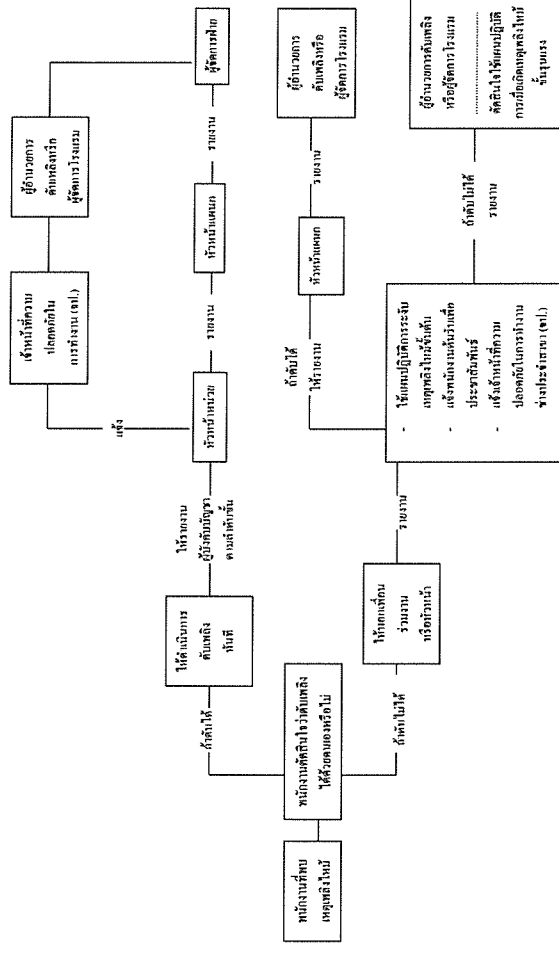 พนักงานที่พบ
เหตุเพลิงไหม้
พนักงานตัดสินใจว่าดับเพลิง
ได้ด้วยตนเองหรือไม่
ถ้าดับได้
ให้ดำเนินการ
ดับเพลิง
ทันที
ให้รายงาน
ผู้บังคับบัญชา
ตามลำดับขั้น
หัวหน้าหน่วย
แจ้ง
เจ้าหน้าที่ความ
ปลอดภัยใน
การทำงาน (จป.)
ผู้อำนวยการ
ดับเพลิงหรือ
ผู้จัดการโรงแรม
รายงาน
หัวหน้าแผนก
รายงาน
ผู้จัดการฝ่าย
ถ้าดับไม่ได้
ให้บอกเพื่อน
ร่วมงาน
หรือหัวหน้า
รายงาน
- ใช้แผนปฏิบัติการระงับ
เหตุเพลิงไหม้ขั้นต้น
- แจ้งพนักงานต้อนรับเพื่อ
ประชาสัมพันธ์
- แจ้งเจ้าหน้าที่ความ
ปลอดภัยในการทำงาน
ช่างประจำสาขา (จป.)
ถ้าดับได้
ให้รายงาน
หัวหน้าแผนก
รายงาน
ผู้อำนวยการ
ดับเพลิงหรือ
ผู้จัดการโรงแรม
ถ้าดับไม่ได้
รายงาน
ผู้อำนวยการดับเพลิง
หรือผู้จัดการโรงแรม
ตัดสินใจใช้แผนปฏิบัติ
การเมื่อเกิดเหตุเพลิงไหม้
ขั้นรุนแรง